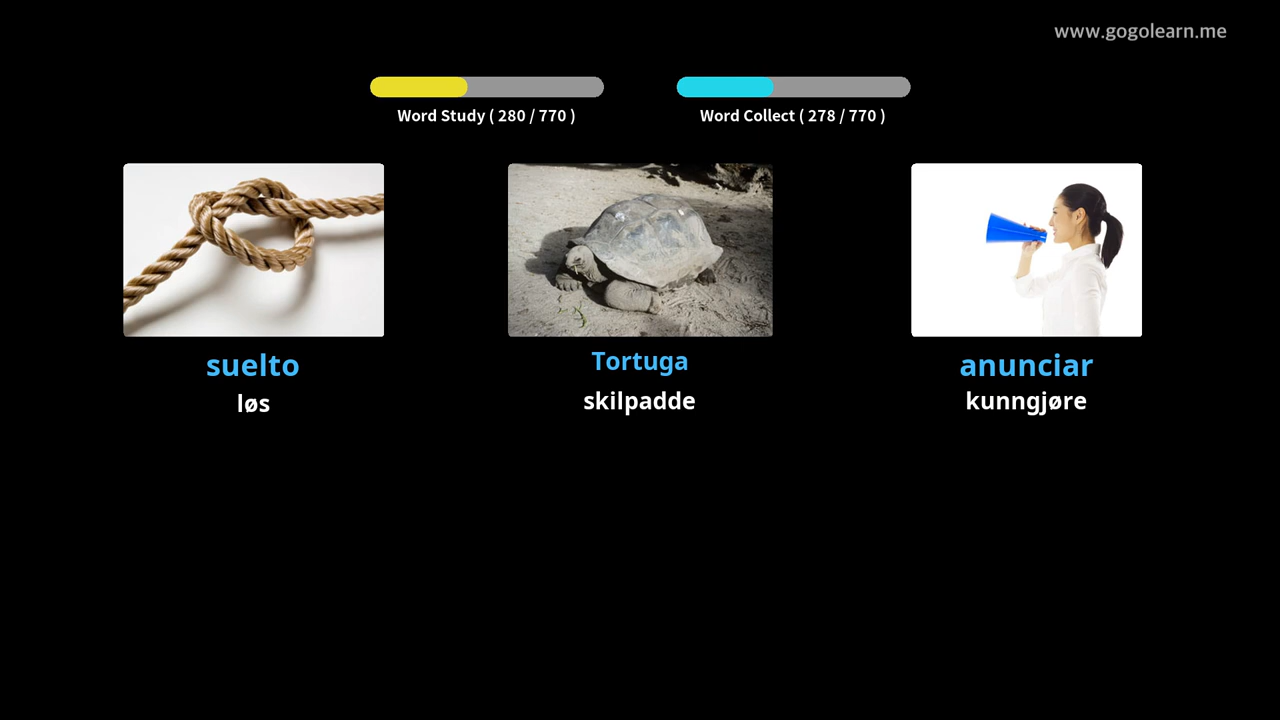 www.gogolearn.me
Word Study ( 280 / 770 )
Word Collect ( 278 / 770 )
suelto
løs
Tortuga
skilpadde
anunciar
kunngjøre